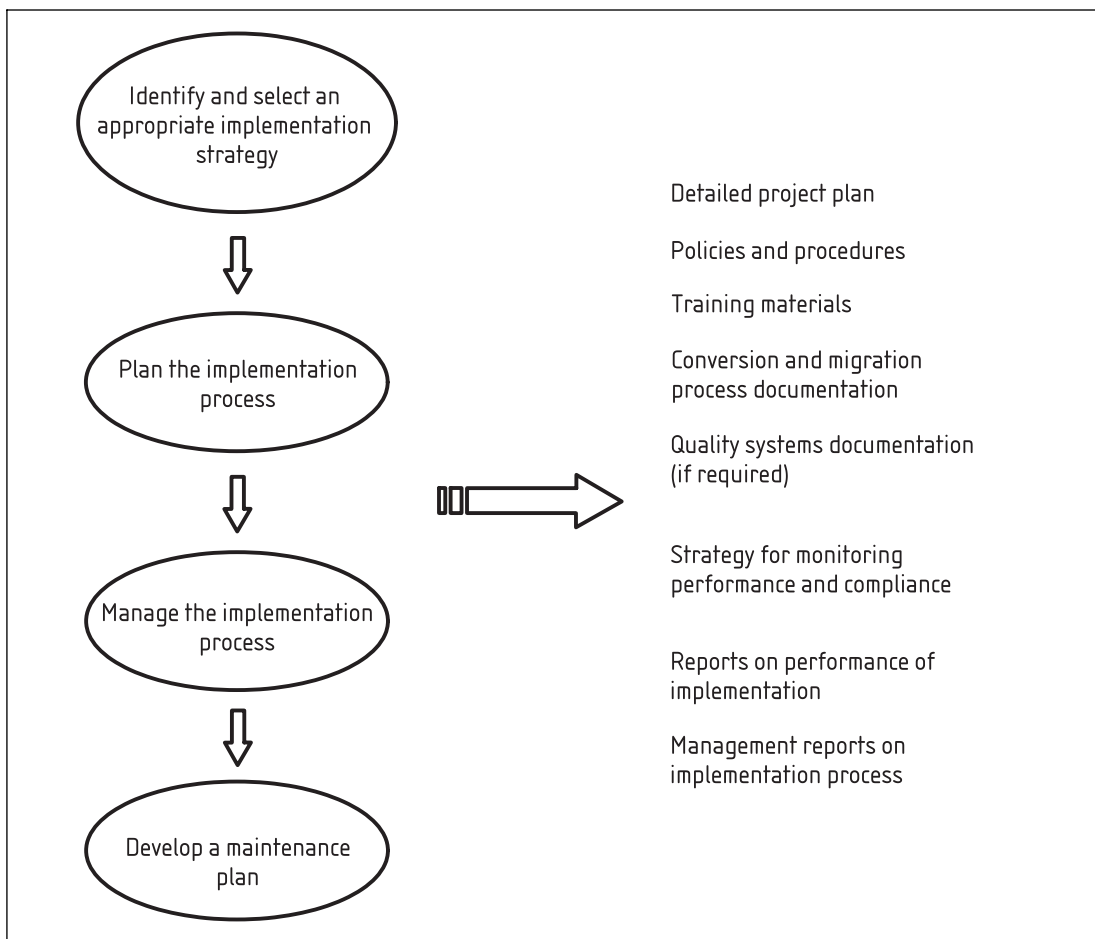 Identify and select an
appropriate implementation
strategy
Plan the implementation
process
Manage the implementation
process
Develop a maintenance
plan
Detailed project plan
Policies and procedures
Training materials
Conversion and migration
process documentation
Quality systems documentation
(if required)
Strategy for monitoring
performance and compliance
Reports on performance of
implementation
Management reports on
implementation process